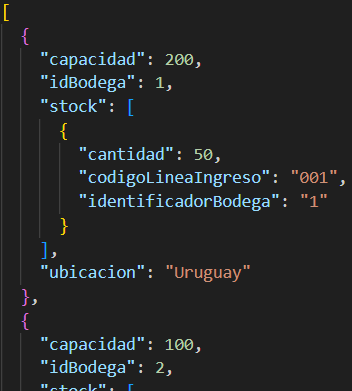 [
{
"capacidad": 200,
"idBodega": 1,
"stock": [
{
"cantidad": 50,
"codigoLineaIngreso": "001",
"identificadorBodega": "1"
}
],
"ubicacion": "Uruguay"
},
{
"capacidad": 100,
"idBodega": 2,
"stock": [